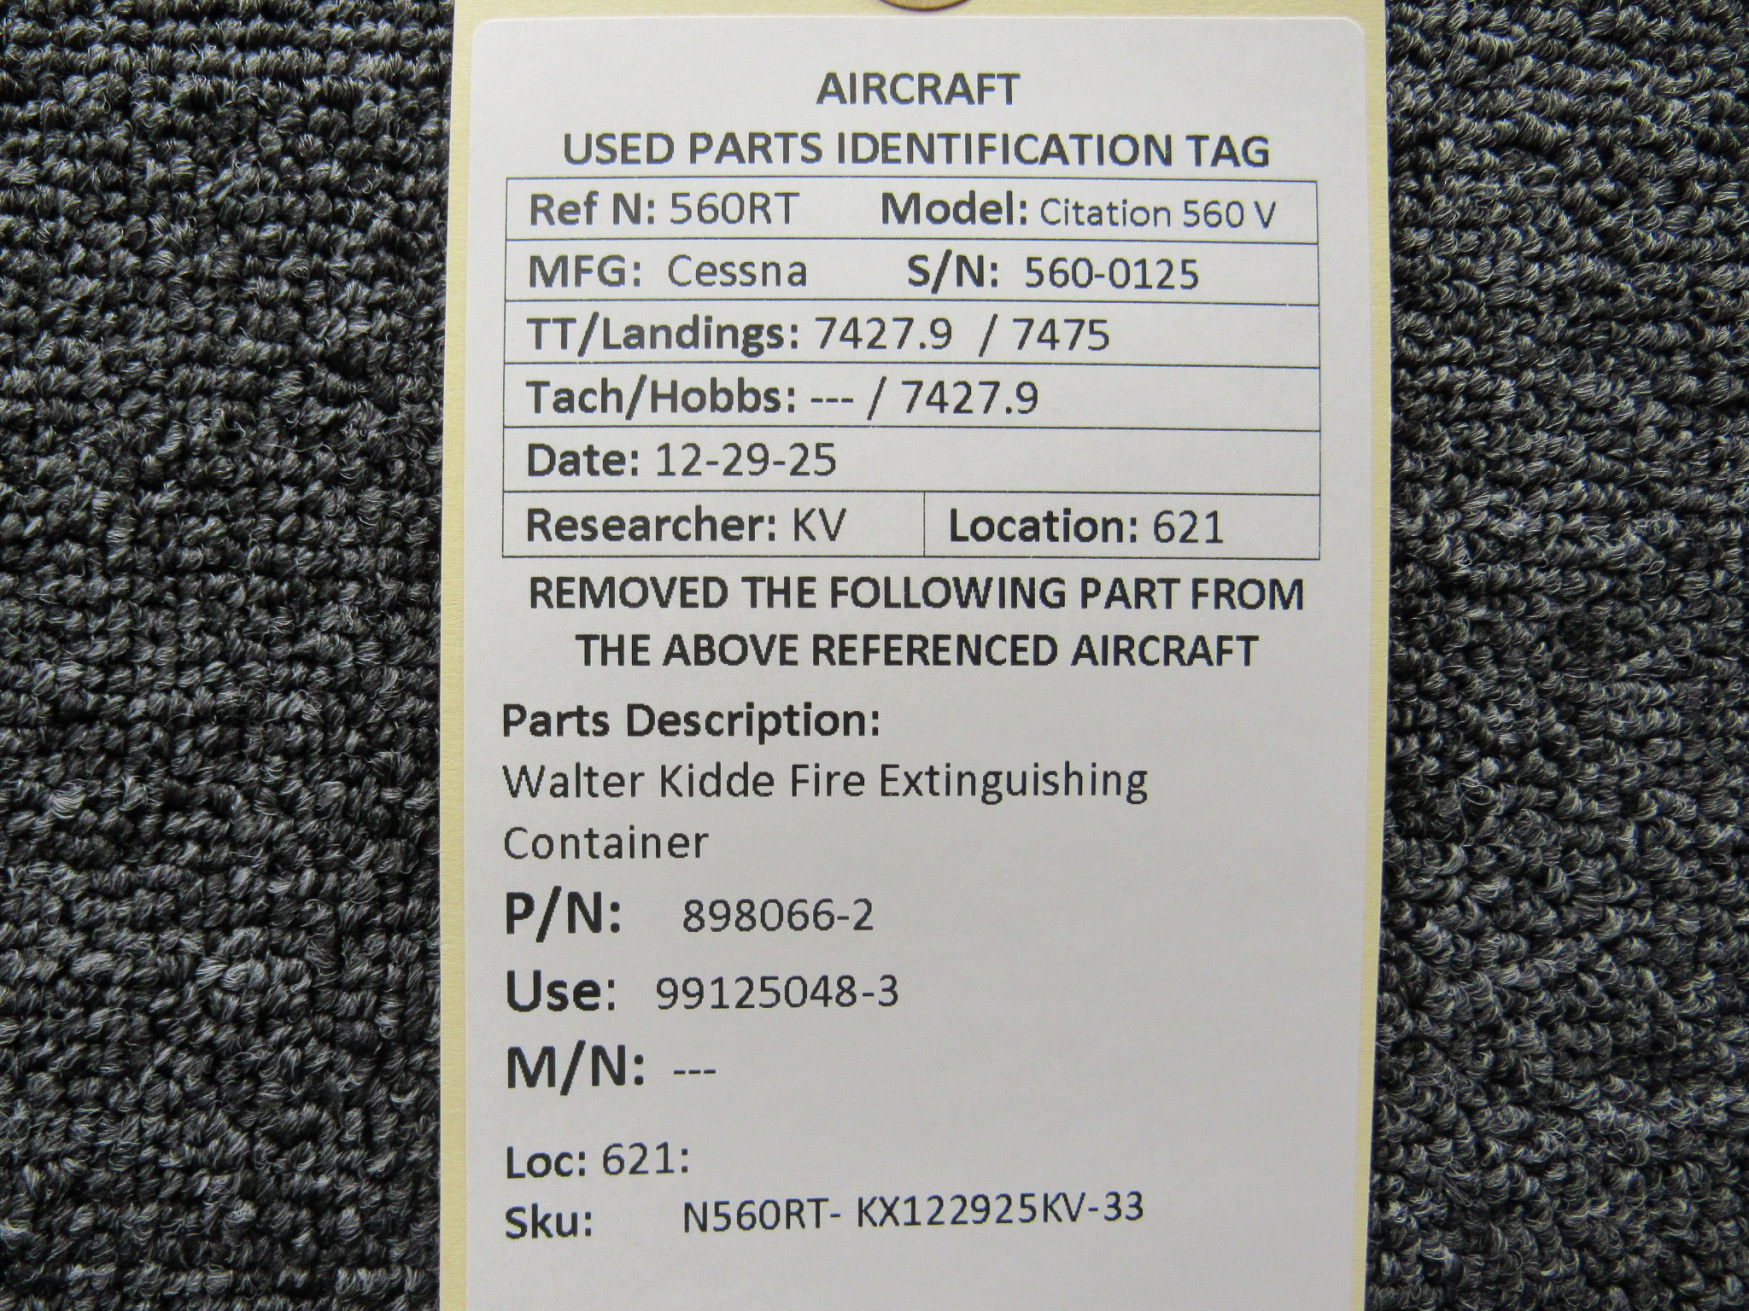 AIRCRAFT
USED PARTS IDENTIFICATION TAG
Ref N: 560RT Model: Citation 560 V
MFG: Cessna S/N: 560-0125
TT/Landings: 7427.9 / 7475
Tach/Hobbs: --- / 7427.9
Date: 12-29-25
Researcher: KV Location: 621
REMOVED THE FOLLOWING PART FROM
THE ABOVE REFERENCED AIRCRAFT
Parts Description:
Walter Kidde Fire Extinguishing
Container
P/N: 898066-2
Use: 99125048-3
M/N: ---
Loc: 621:
Sku: N560RT- KX122925KV-33